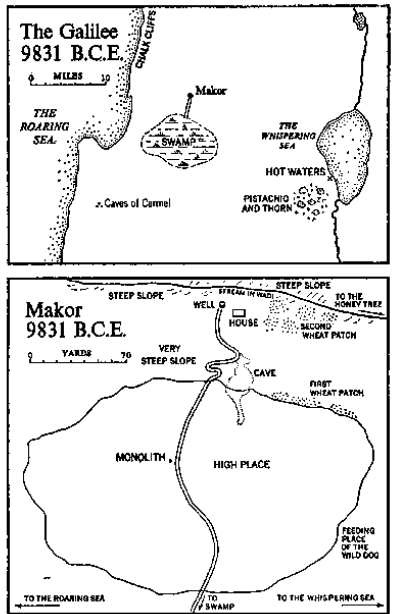 The Galilee
9831 B.C.E.
0 MILES 10
CHALK CLIFFS
Makor
THE
ROARING
SEA
SWAMP
THE
WHISPERING
SEA
HOT WATERS
PISTACHIO
AND THORN
Caves of Carmel
Makor
9831 B.C.E.
0 YARDS 70
STEEP SLOPE
STREAM IN WADI
STEEP SLOPE
TO THE
HONEY TREE
WELL
HOUSE
SECOND
WHEAT PATCH
VERY
STEEP SLOPE
CAVE
FIRST
WHEAT PATCH
MONOLITH
HIGH PLACE
FEEDING
PLACE
OF THE
WILD DOG
TO THE ROARING SEA
TO
SWAMP
TO THE WHISPERING SEA